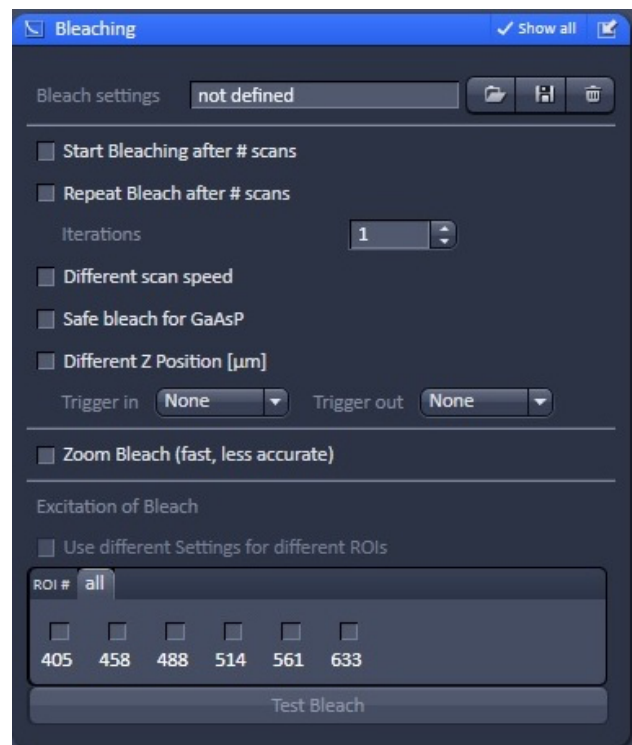 Bleaching Show all
Bleach settings not defined
Start Bleaching after # scans
Repeat Bleach after # scans
Iterations 1
Different scan speed
Safe bleach for GaAsP
Different Z Position [μm]
Trigger in None Trigger out None
Zoom Bleach (fast, less accurate)
Excitation of Bleach
Use different Settings for different ROIs
ROI # all
405 458 488 514 561 633
Test Bleach